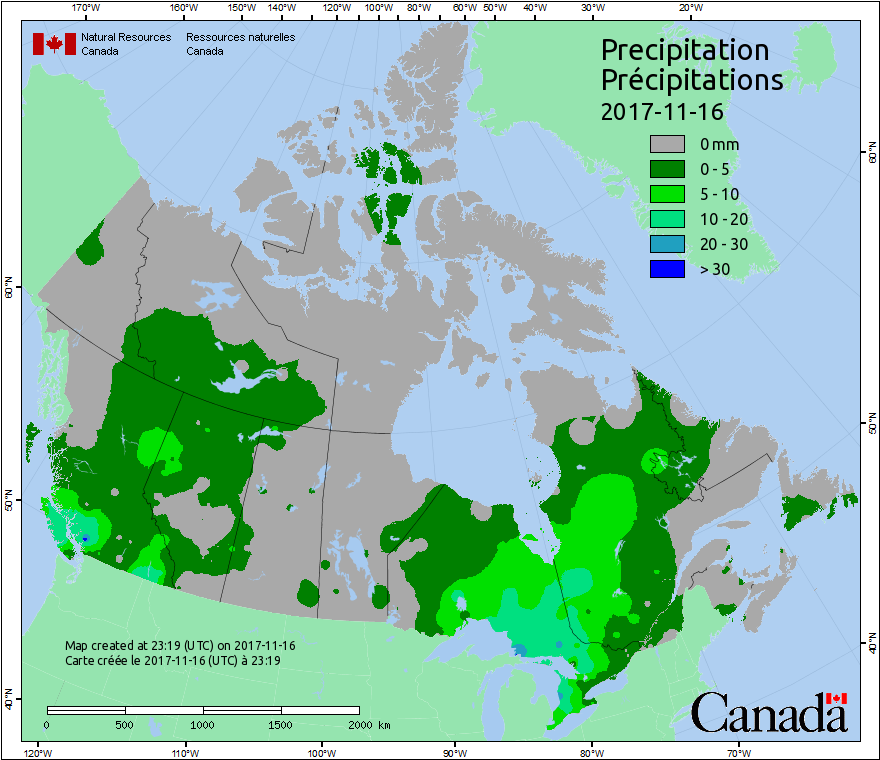 170°W 160°W 150°W 140°W 120°W 100°W 80°W 60°W 50°W 40°W 30°W 20°W
Natural Resources Ressources naturelles
Canada Canada
Precipitation
Précipitations
2017-11-16
0 mm
0 - 5
5 - 10
10 - 20
20 - 30
> 30
60°N
60°N
50°N
50°N
40°N
40°N
Map created at 23:19 (UTC) on 2017-11-16
Carte créée le 2017-11-16 (UTC) à 23:19
0 500 1000 1500 2000 km
Canada
120°W 110°W 100°W 90°W 80°W 70°W